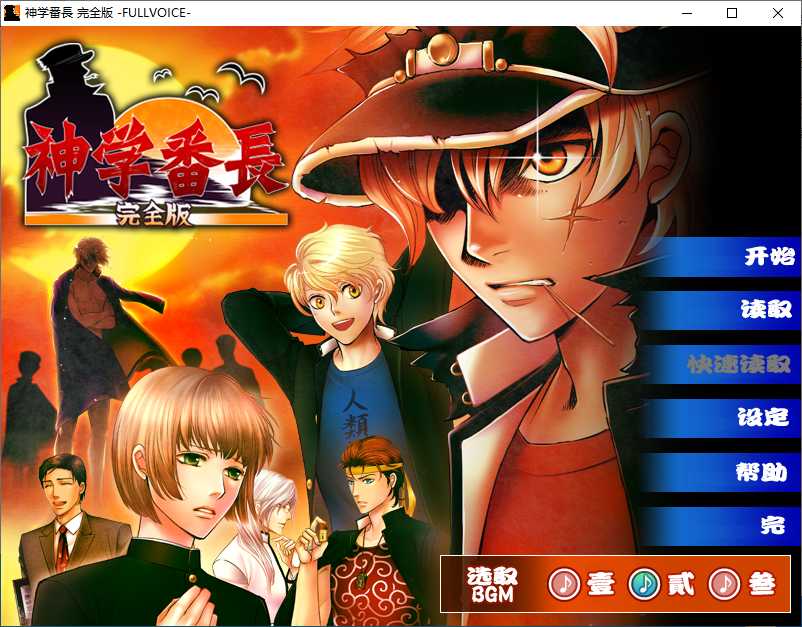 神学番長 完全版 -FULLVOICE-
神学番長
完全版
人類
开始
读取
快速读取
设定
帮助
完
选取
BGM
壹
贰
叁